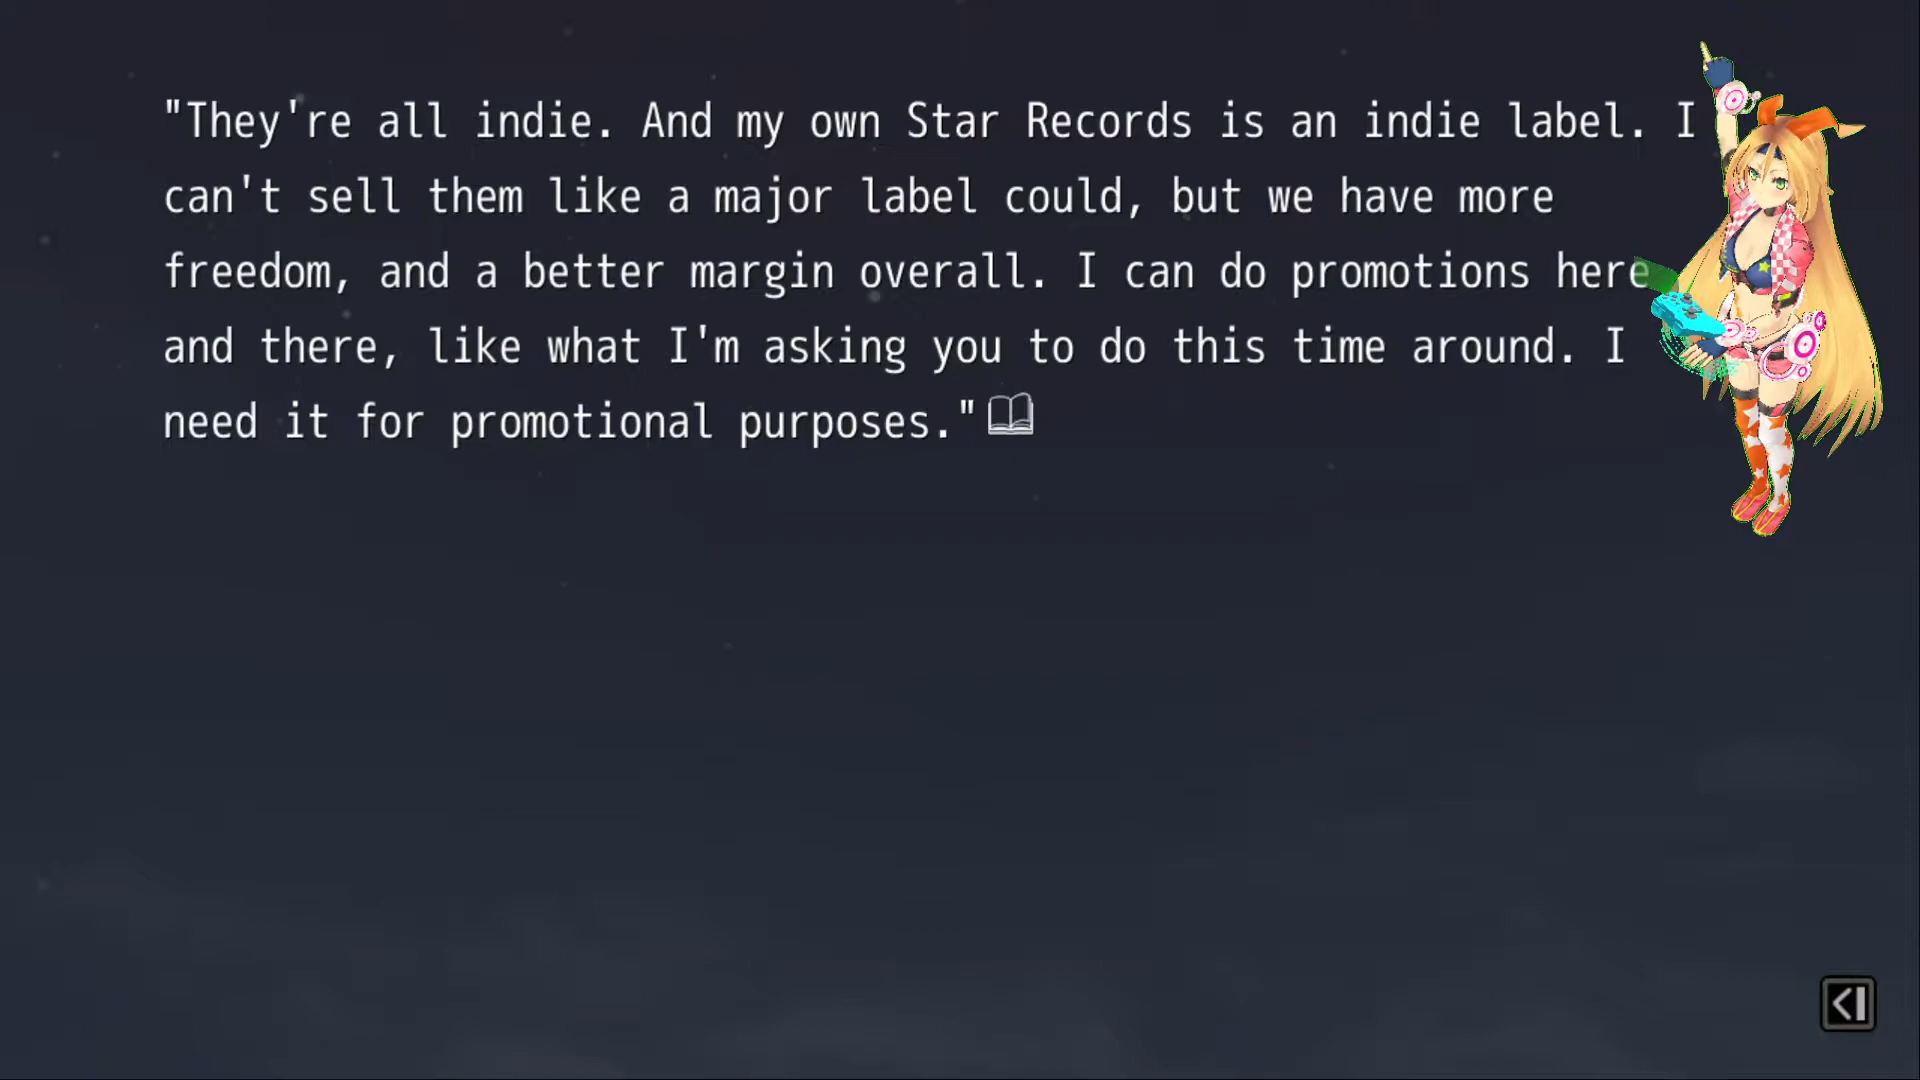 "They're all indie. And my own Star Records is an indie label. I
can't sell them like a major label could, but we have more
freedom, and a better margin overall. I can do promotions here
and there, like what I'm asking you to do this time around. I
need it for promotional purposes."